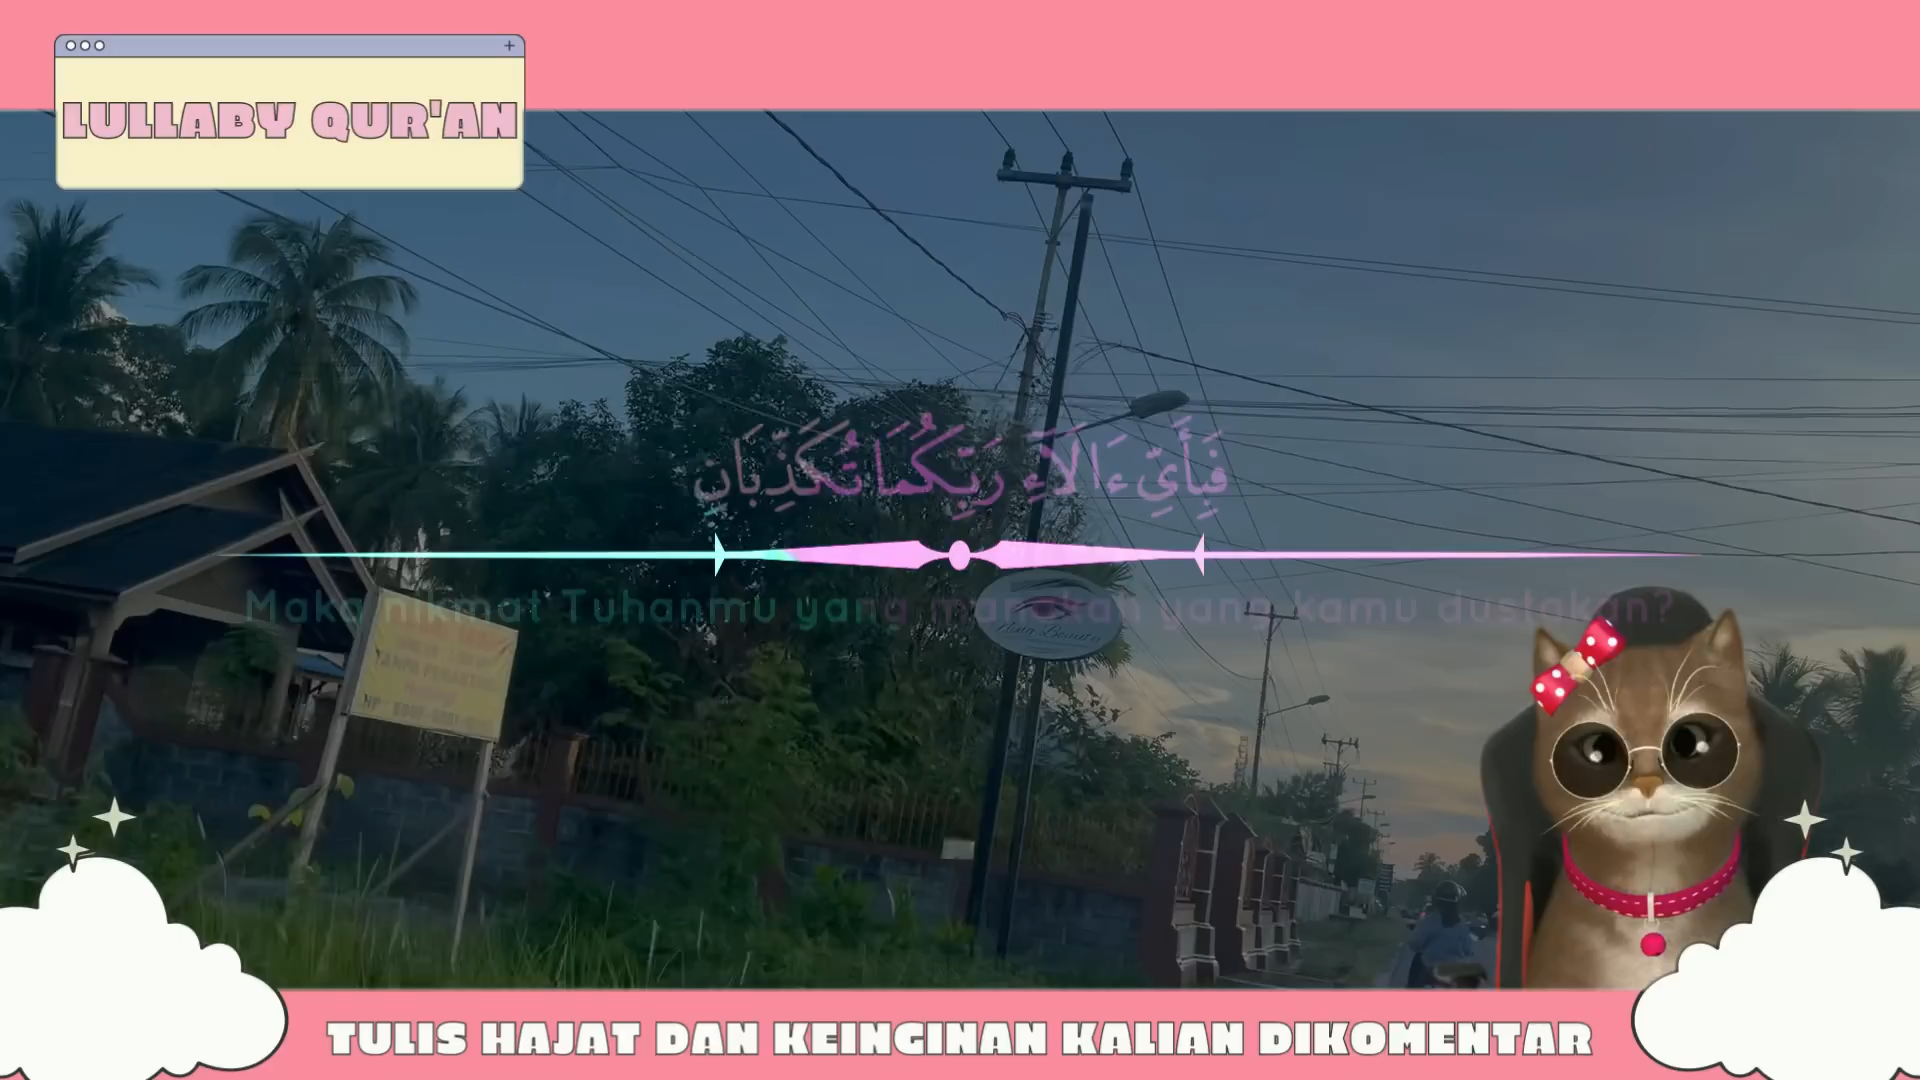 LULLABY QUR'AN
فَبِأَيِّ ءَالَآءِ رَبِّكُمَا تُكَذِّبَانِ
Maka nikmat Tuhanmu yang manakah yang kamu dustakan?
TULIS HAJAT DAN KEINGINAN KALIAN DIKOMENTAR